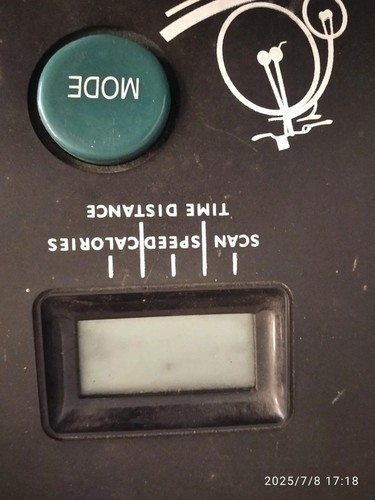 SCAN SPEED CALORIES
TIME DISTANCE
MODE
2025/7/8 17:18